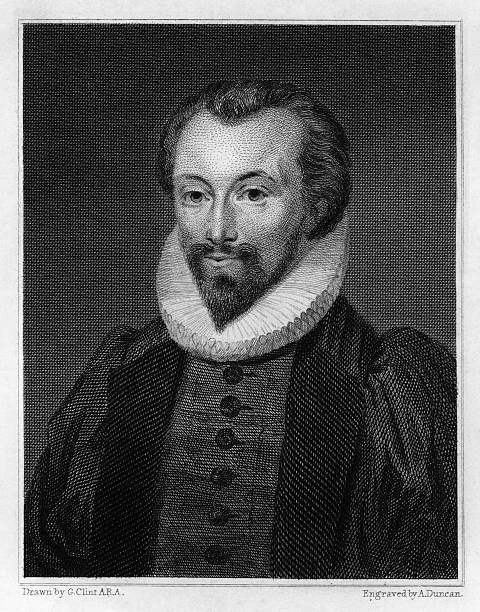 Drawn by G. Clint A.R.A.
Engraved by A. Duncan.